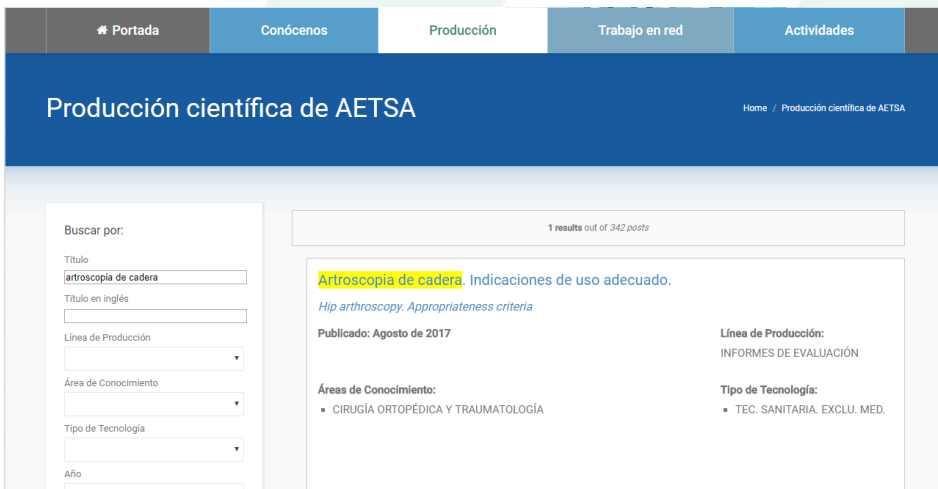 Portada
Conócenos
Producción
Trabajo en red
Actividades
Producción científica de AETSA
Home / Producción científica de AETSA
Buscar por:
Título
artroscopia de cadera
Título en inglés
Línea de Producción
Área de Conocimiento
Tipo de Tecnología
Año
1 results out of 342 posts
Artroscopia de cadera. Indicaciones de uso adecuado.
Hip arthroscopy. Appropriateness criteria
Publicado: Agosto de 2017
Línea de Producción:
INFORMES DE EVALUACIÓN
Áreas de Conocimiento:
▪ CIRUGÍA ORTOPÉDICA Y TRAUMATOLOGÍA
Tipo de Tecnología:
▪ TEC. SANITARIA. EXCLU. MED.